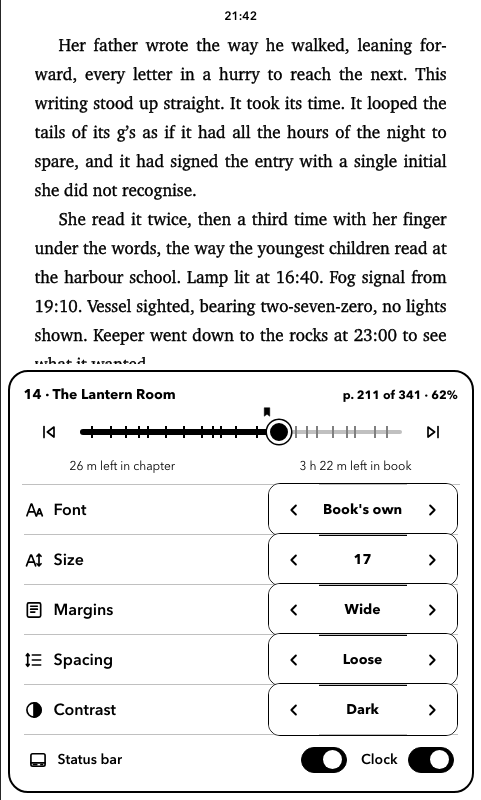 21:42
Her father wrote the way he walked, leaning for-
ward, every letter in a hurry to reach the next. This
writing stood up straight. It took its time. It looped the
tails of its g’s as if it had all the hours of the night to
spare, and it had signed the entry with a single initial
she did not recognise.
She read it twice, then a third time with her finger
under the words, the way the youngest children read at
the harbour school. Lamp lit at 16:40. Fog signal from
19:10. Vessel sighted, bearing two-seven-zero, no lights
shown. Keeper went down to the rocks at 23:00 to see
what it wanted
14 · The Lantern Room
p. 211 of 341 · 62%
26 m left in chapter
3 h 22 m left in book
Font
Book's own
Size
17
Margins
Wide
Spacing
Loose
Contrast
Dark
Status bar
Clock